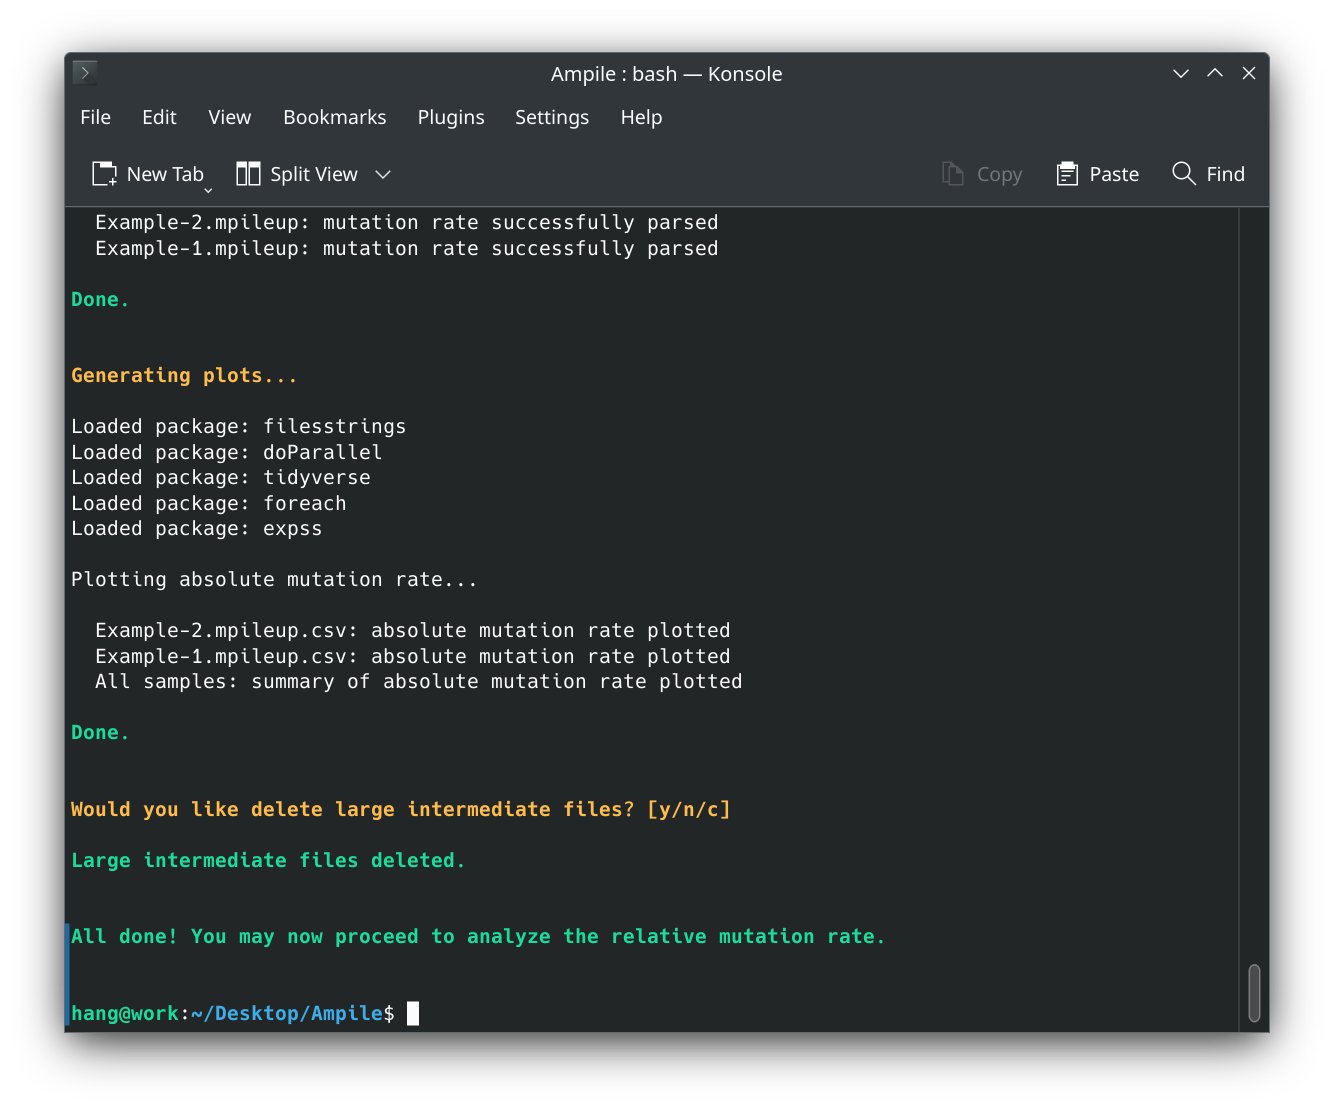 Ampile : bash — Konsole
File Edit View Bookmarks Plugins Settings Help
New Tab Split View Copy Paste Find
Example-2.mpileup: mutation rate successfully parsed
Example-1.mpileup: mutation rate successfully parsed
Done.
Generating plots...
Loaded package: filesstrings
Loaded package: doParallel
Loaded package: tidyverse
Loaded package: foreach
Loaded package: expss
Plotting absolute mutation rate...
Example-2.mpileup.csv: absolute mutation rate plotted
Example-1.mpileup.csv: absolute mutation rate plotted
All samples: summary of absolute mutation rate plotted
Done.
Would you like delete large intermediate files? [y/n/c]
Large intermediate files deleted.
All done! You may now proceed to analyze the relative mutation rate.
hang@work:~/Desktop/Ampile$